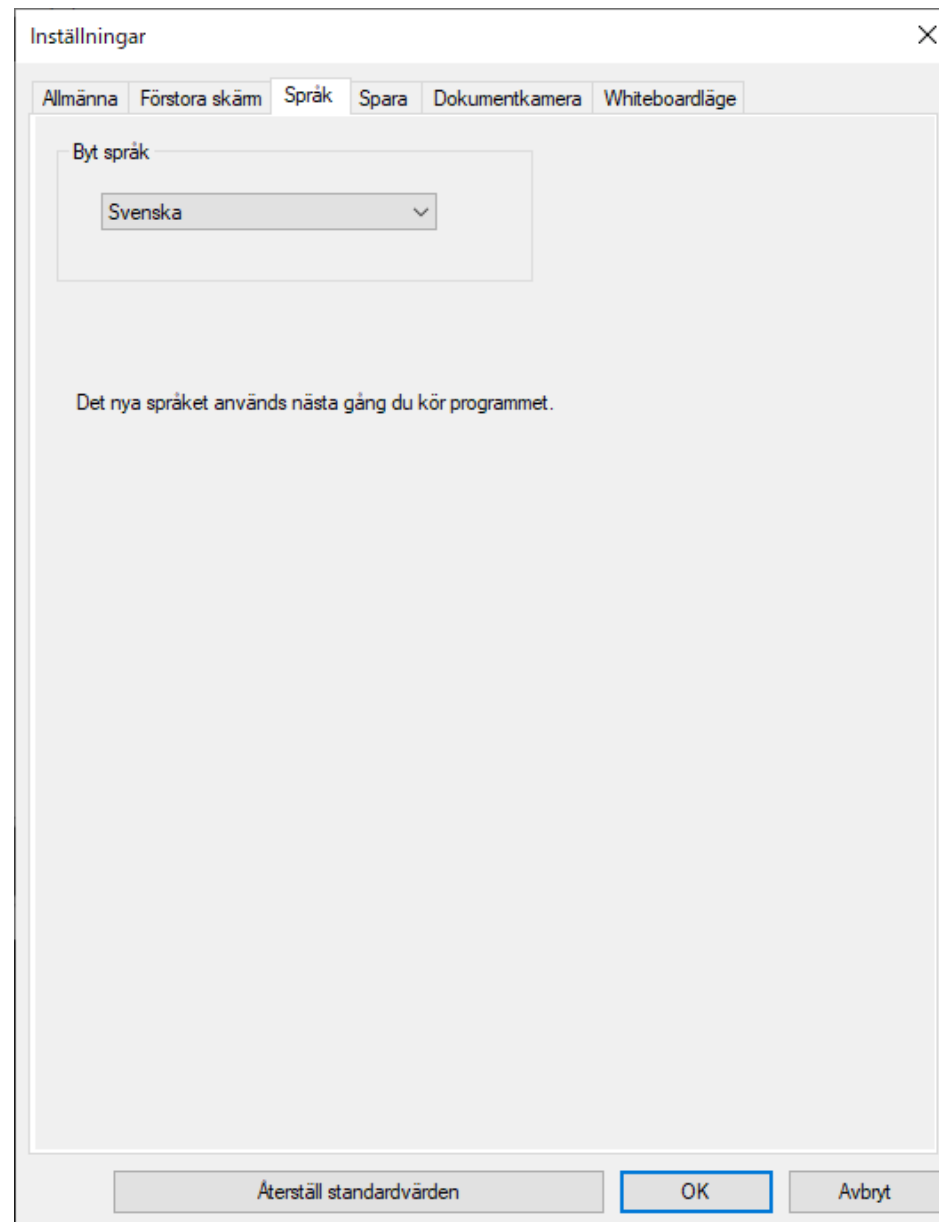 Inställningar
Allmänna Förstora skärm Språk Spara Dokumentkamera Whiteboardläge
Byt språk
Svenska
Det nya språket används nästa gång du kör programmet.
Återställ standardvärden OK Avbryt